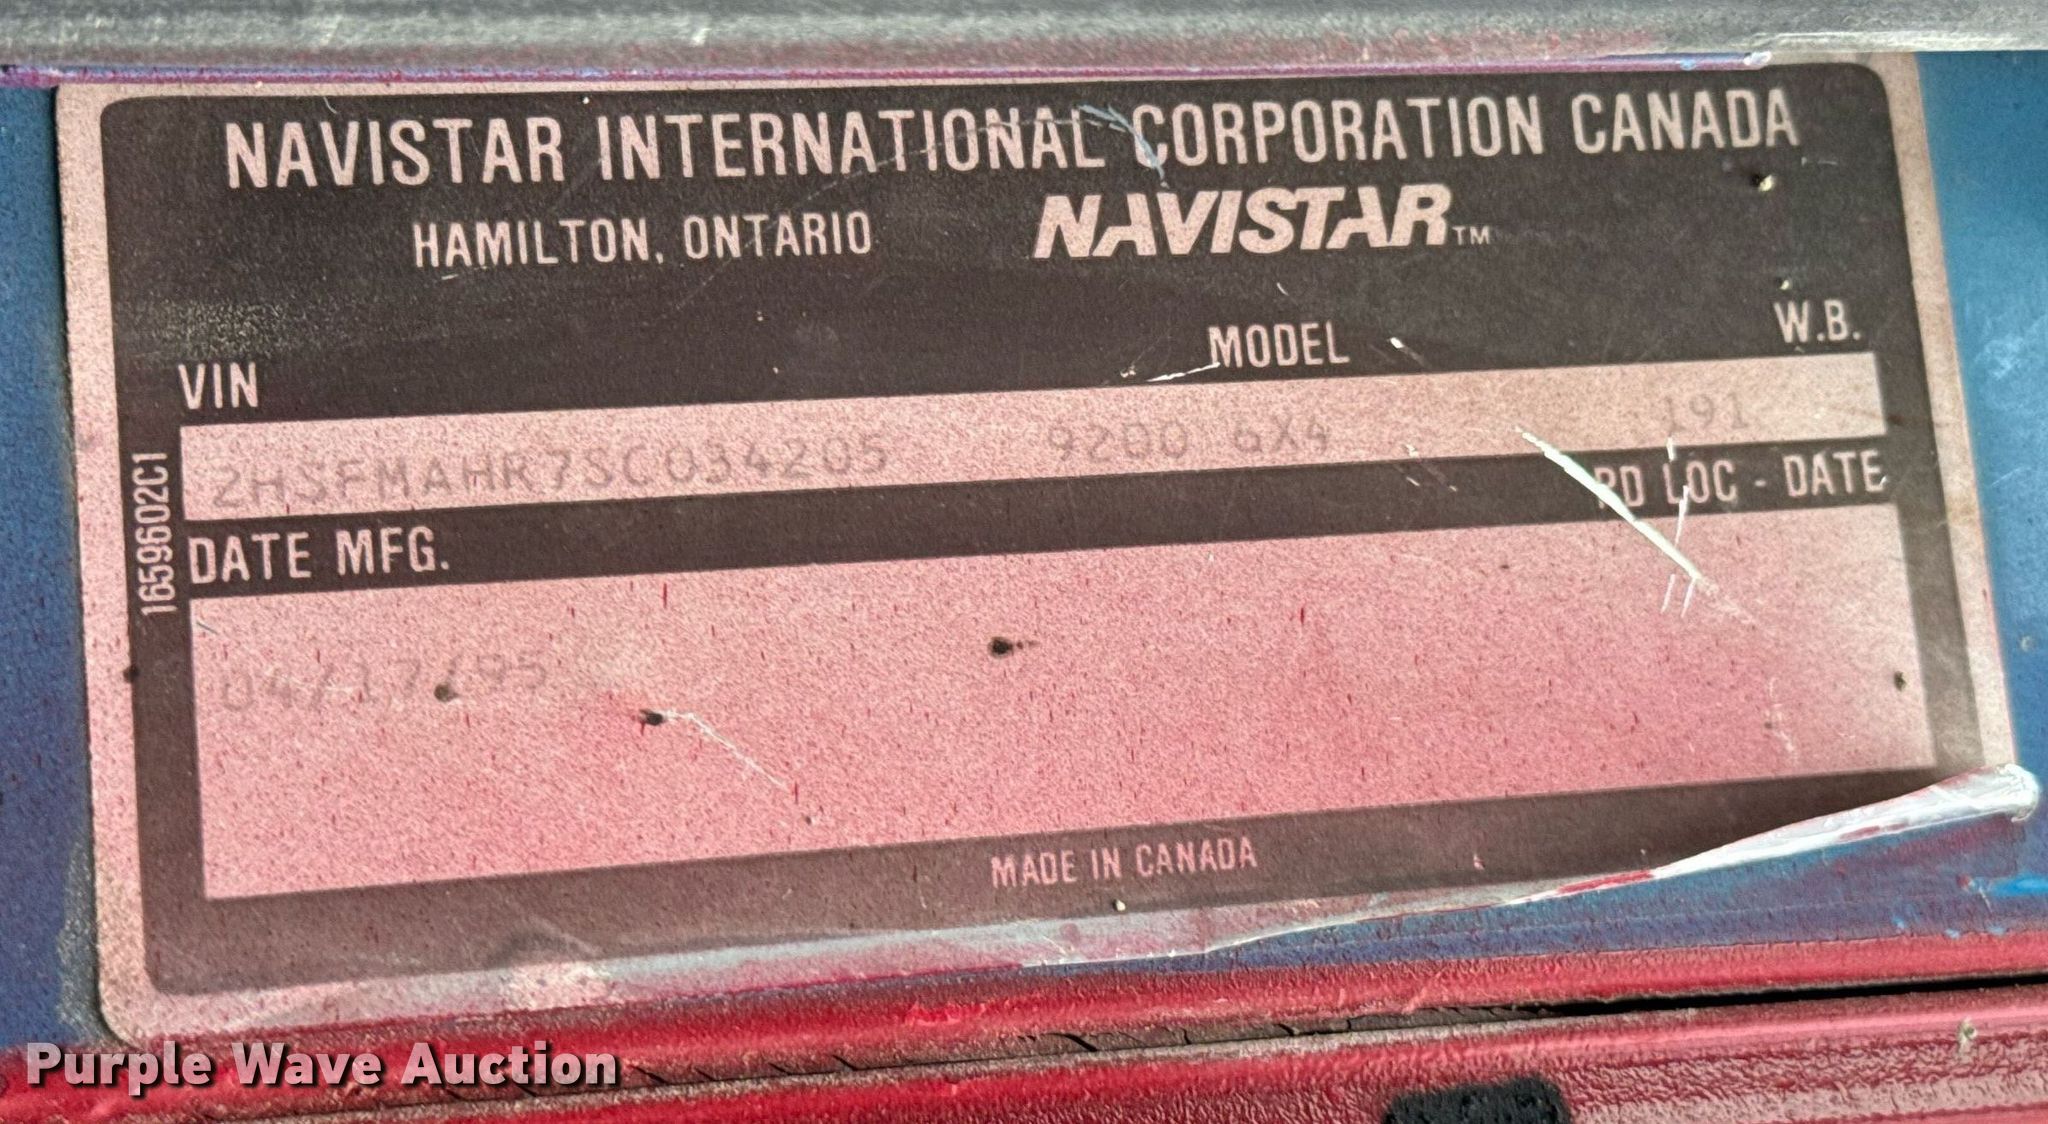 NAVISTAR INTERNATIONAL CORPORATION CANADA
HAMILTON, ONTARIO NAVISTAR™
VIN MODEL W.B.
2HSFMAHR7SC034205 9200 6X4 191
DATE MFG. PD LOC - DATE
04/17/95
1659602C1
MADE IN CANADA
Purple Wave Auction